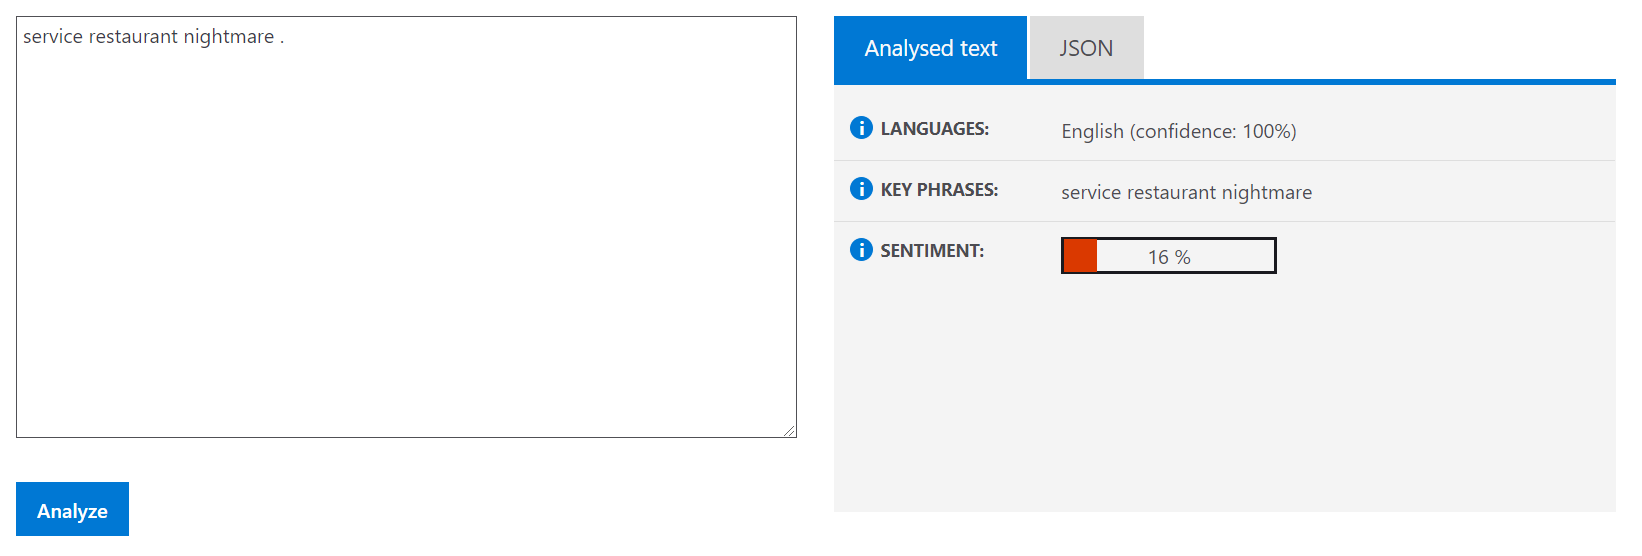 service restaurant nightmare .
Analyze
Analysed text
JSON
LANGUAGES: English (confidence: 100%)
KEY PHRASES: service restaurant nightmare
SENTIMENT: 16 %